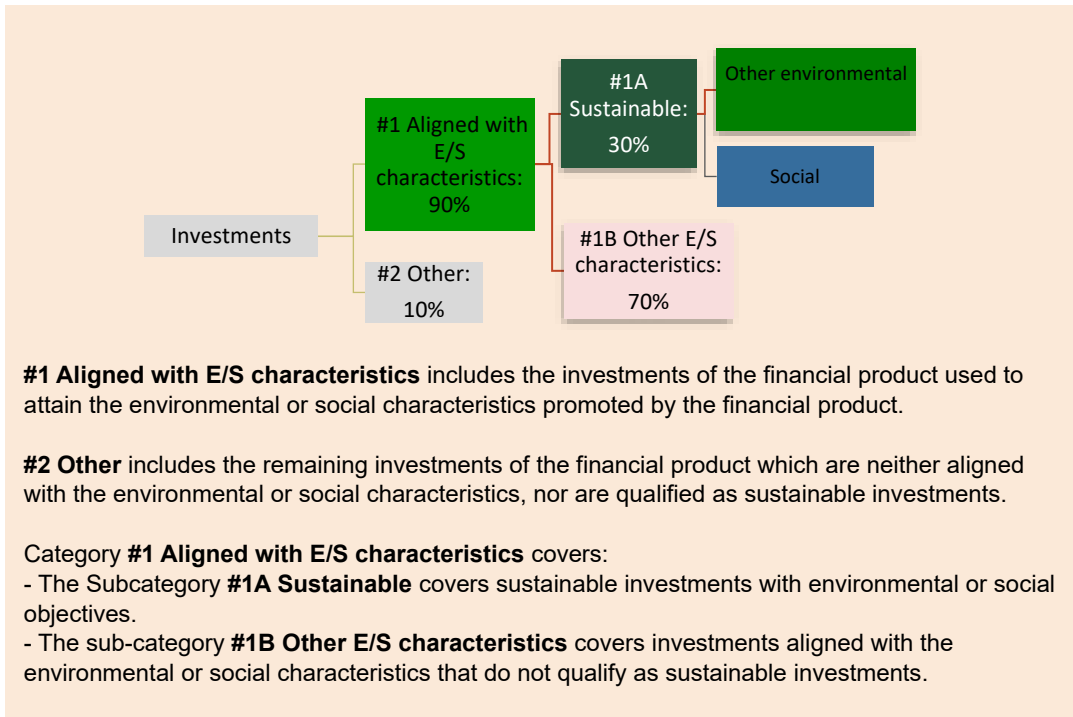 #1A
Sustainable:
30%
Other environmental
#1 Aligned with
E/S
characteristics:
90%
Social
Investments
#1B Other E/S
characteristics:
70%
#2 Other:
10%
#1 Aligned with E/S characteristics includes the investments of the financial product used to
attain the environmental or social characteristics promoted by the financial product.
#2 Other includes the remaining investments of the financial product which are neither aligned
with the environmental or social characteristics, nor are qualified as sustainable investments.
Category #1 Aligned with E/S characteristics covers:
- The Subcategory #1A Sustainable covers sustainable investments with environmental or social
objectives.
- The sub-category #1B Other E/S characteristics covers investments aligned with the
environmental or social characteristics that do not qualify as sustainable investments.